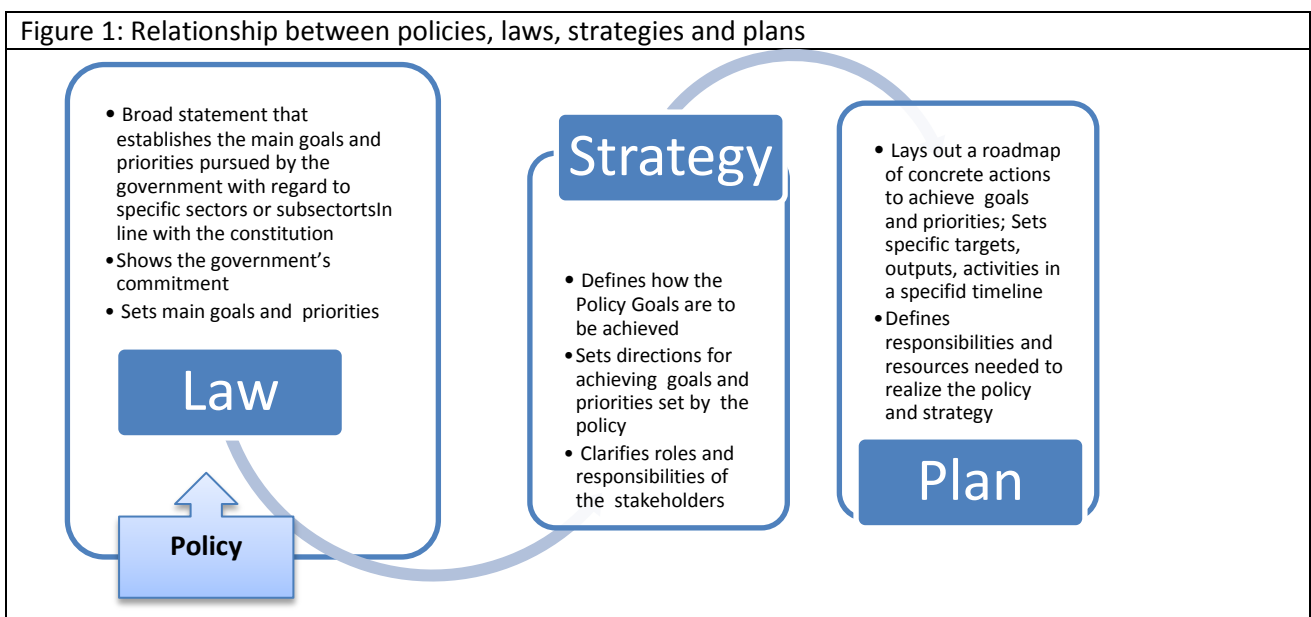 Figure 1: Relationship between policies, laws, strategies and plans
• Broad statement that
establishes the main goals and
priorities pursued by the
government with regard to
specific sectors or subsectortsIn
line with the constitution
•Shows the government's
commitment
• Sets main goals and priorities
Law
Policy
Strategy
• Defines how the
Policy Goals are to
be achieved
•Sets directions for
achieving goals and
priorities set by the
policy
• Clarifies roles and
responsibilities of
the stakeholders
• Lays out a roadmap
of concrete actions
to achieve goals
and priorities; Sets
specific targets,
outputs, activities in
a specifid timeline
•Defines
responsibilities and
resources needed to
realize the policy
and strategy
Plan